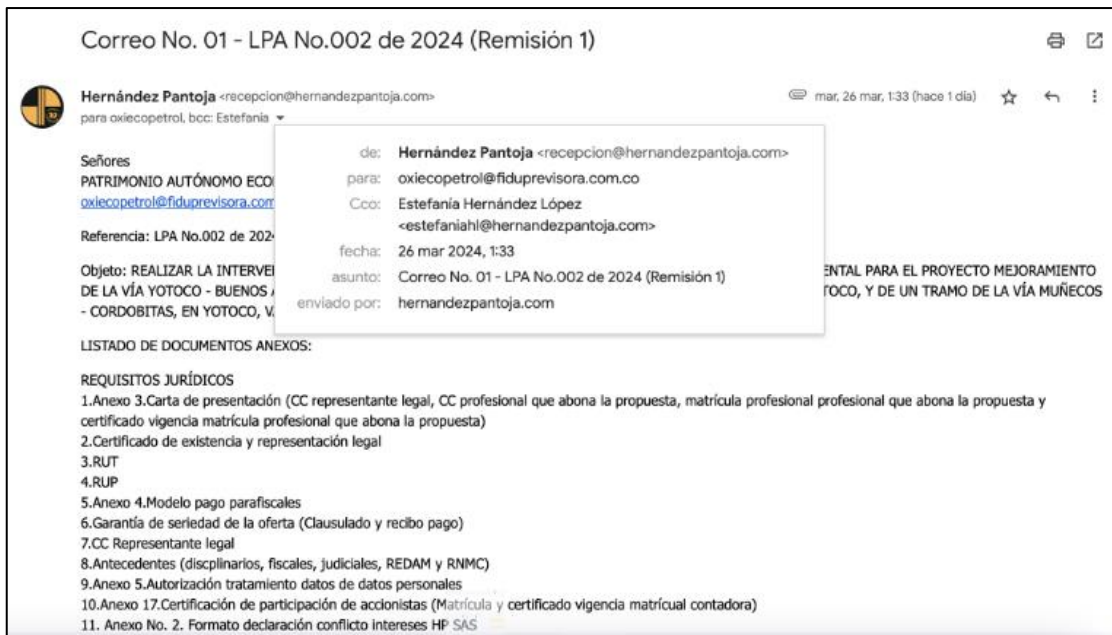 Correo No. 01 - LPA No.002 de 2024 (Remisión 1)
Hernández Pantoja <recepcion@hernandezpantoja.com>
mar, 26 mar, 1:33 (hace 1 día)
para oxiecopetrol, bcc: Estefanía
de: Hernández Pantoja <recepcion@hernandezpantoja.com>
para: oxiecopetrol@fiduprevisora.com.co
Cco: Estefanía Hernández López
<estefaniahl@hernandezpantoja.com>
fecha: 26 mar 2024, 1:33
asunto: Correo No. 01 - LPA No.002 de 2024 (Remisión 1)
enviado por: hernandezpantoja.com
Señores
PATRIMONIO AUTÓNOMO ECO
oxiecopetrol@fiduprevisora.com
Referencia: LPA No.002 de 202
Objeto: REALIZAR LA INTERVE ENTAL PARA EL PROYECTO MEJORAMIENTO
DE LA VÍA YOTOCO - BUENOS OCO, Y DE UN TRAMO DE LA VÍA MUÑECOS
- CORDOBITAS, EN YOTOCO, V
LISTADO DE DOCUMENTOS ANEXOS:
REQUISITOS JURÍDICOS
1.Anexo 3.Carta de presentación (CC representante legal, CC profesional que abona la propuesta, matrícula profesional profesional que abona la propuesta y
certificado vigencia matrícula profesional que abona la propuesta)
2.Certificado de existencia y representación legal
3.RUT
4.RUP
5.Anexo 4.Modelo pago parafiscales
6.Garantía de seriedad de la oferta (Clausulado y recibo pago)
7.CC Representante legal
8.Antecedentes (discplinarios, fiscales, judiciales, REDAM y RNMC)
9.Anexo 5.Autorización tratamiento datos de datos personales
10.Anexo 17.Certificación de participación de accionistas (Matrícula y certificado vigencia matrícual contadora)
11. Anexo No. 2. Formato declaración conflicto intereses HP SAS